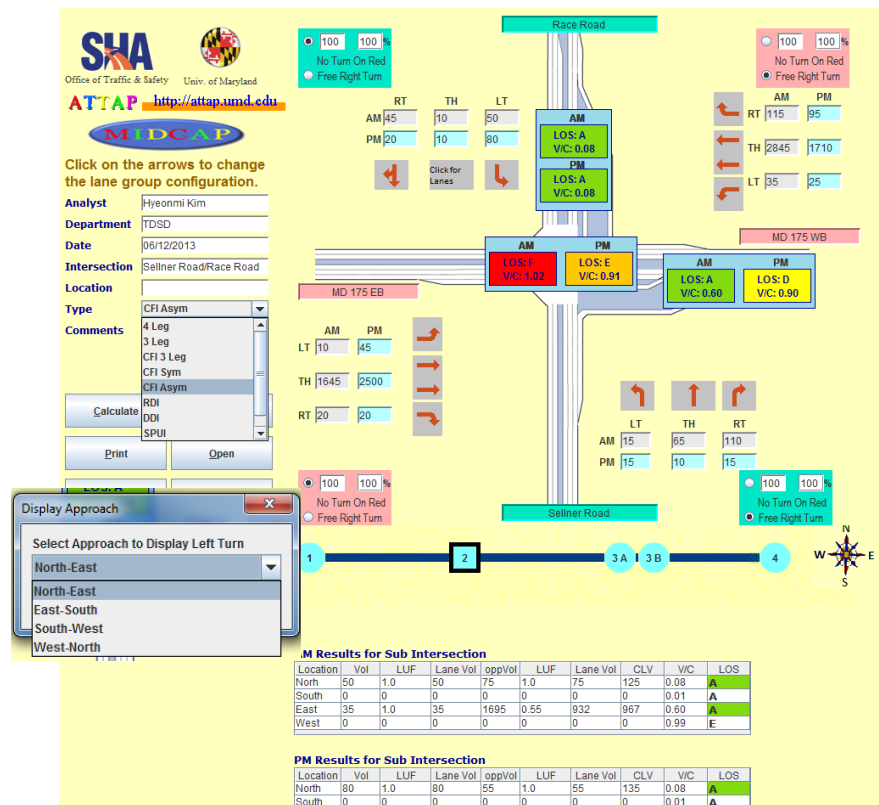 SHA
Office of Traffic & Safety
Univ. of Maryland
ATTAP http://attap.umd.edu
MIDCAP
Click on the arrows to change
the lane group configuration.
Analyst Hyeonmi Kim
Department TDSD
Date 06/12/2013
Intersection Sellner Road/Race Road
Location
Type CFI Asym
Comments
4 Leg
3 Leg
CFI 3 Leg
CFI Sym
CFI Asym
RDI
DDI
SPUI
Calculate
Print Open
LOS: A
Display Approach
Select Approach to Display Left Turn
North-East
North-East
East-South
South-West
West-North
100 100 %
No Turn On Red
Free Right Turn
Race Road
100 100 %
No Turn On Red
Free Right Turn
RT TH LT
AM 45 10 50
PM 20 10 80
Click for
Lanes
AM
LOS: A
V/C: 0.08
PM
LOS: A
V/C: 0.08
AM PM
RT 115 95
TH 2845 1710
LT 35 25
MD 175 WB
AM PM
LOS: F LOS: E
V/C: 1.02 V/C: 0.91
AM PM
LOS: A LOS: D
V/C: 0.60 V/C: 0.90
MD 175 EB
AM PM
LT 10 45
TH 1645 2500
RT 20 20
LT TH RT
AM 15 65 110
PM 15 10 15
100 100 %
No Turn On Red
Free Right Turn
Sellner Road
100 100 %
No Turn On Red
Free Right Turn
1 2 3 A 3 B 4
N
W E
S
AM Results for Sub Intersection
Location Vol LUF Lane Vol oppVol LUF Lane Vol CLV V/C LOS
Norh 50 1.0 50 75 1.0 75 125 0.08 A
South 0 0 0 0 0 0 0 0.01 A
East 35 1.0 35 1695 0.55 932 967 0.60 A
West 0 0 0 0 0 0 0 0.99 E
PM Results for Sub Intersection
Location Vol LUF Lane Vol oppVol LUF Lane Vol CLV V/C LOS
North 80 1.0 80 55 1.0 55 135 0.08 A
South 0 0 0 0 0 0 0 0.01 A